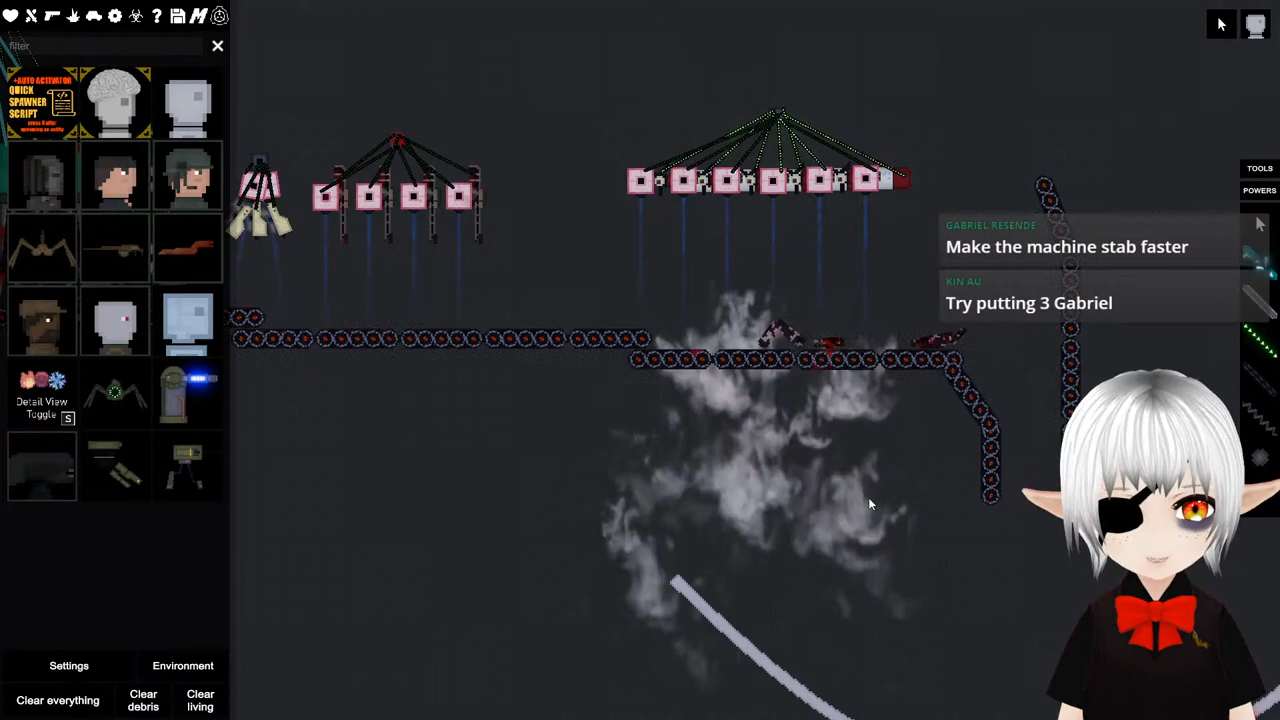 filter
+AUTO ACTIVATOR
QUICK
SPAWNER
SCRIPT
Detail View
Toggle S
Settings
Environment
Clear everything
Clear
debris
Clear
living
TOOLS
POWERS
GABRIEL RESENDE
Make the machine stab faster
KIN AU
Try putting 3 Gabriel